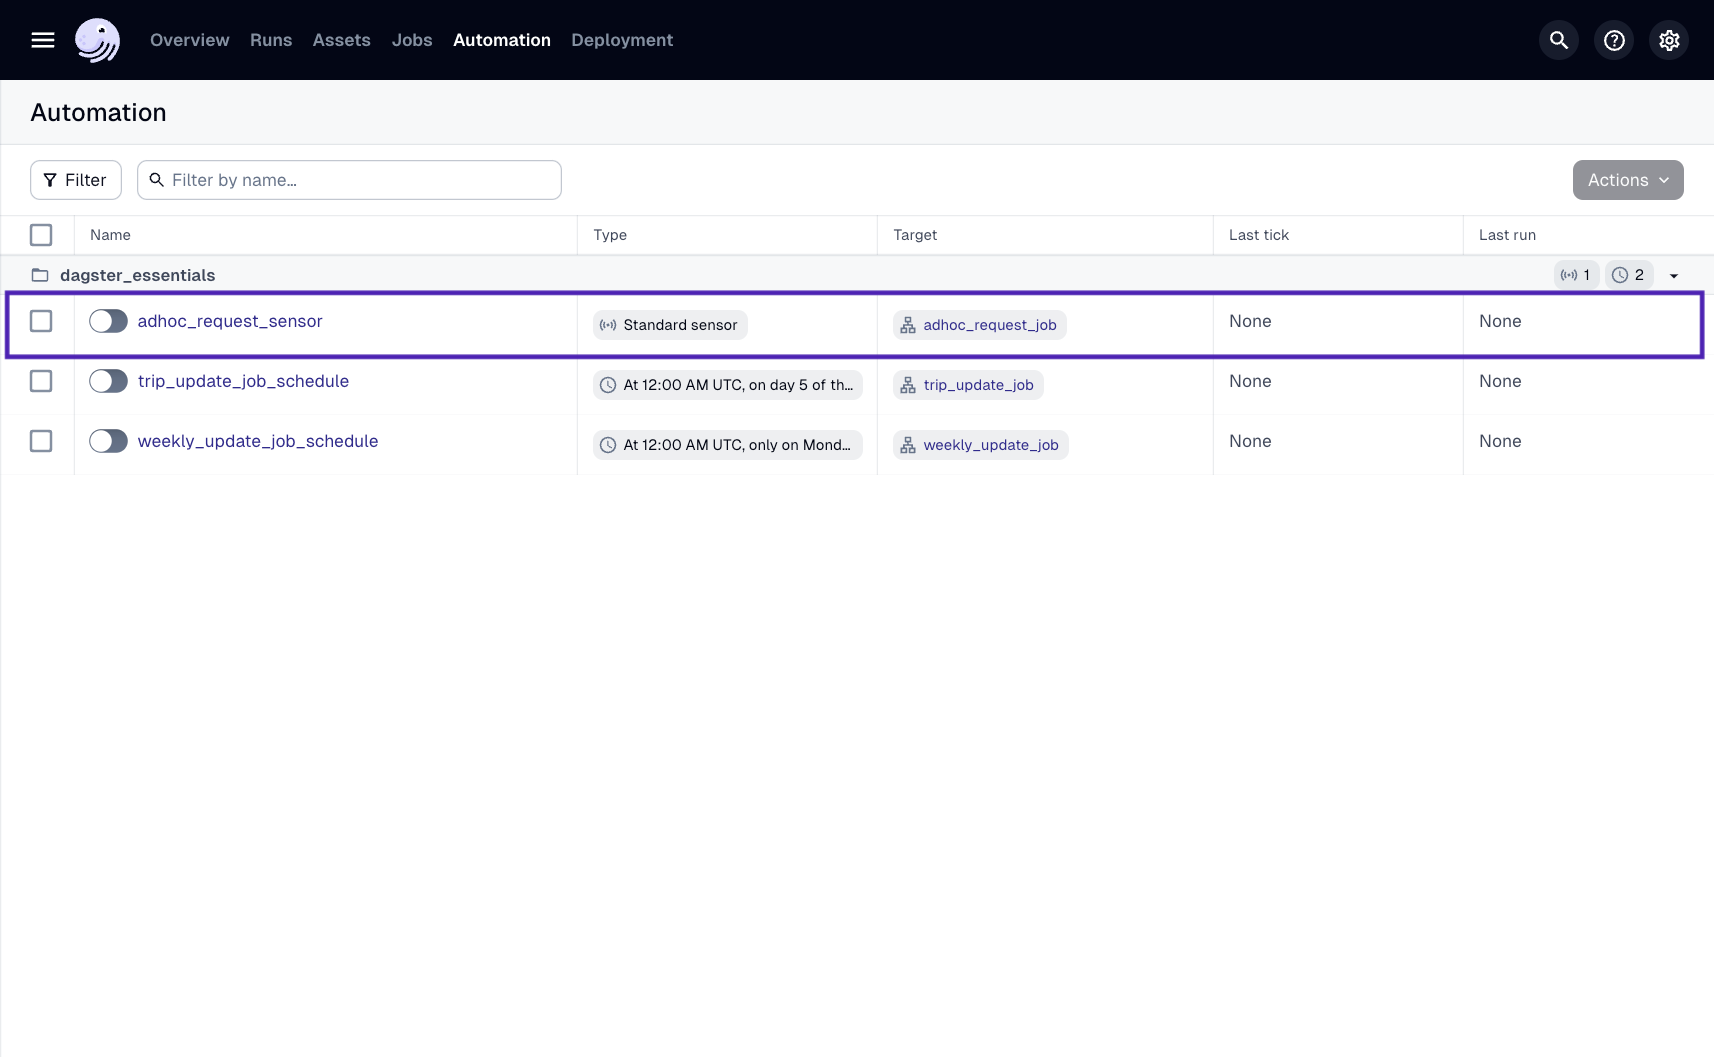 Overview Runs Assets Jobs Automation Deployment
Automation
Filter Filter by name... Actions
Name Type Target Last tick Last run
dagster_essentials 1 2
adhoc_request_sensor Standard sensor adhoc_request_job None None
trip_update_job_schedule At 12:00 AM UTC, on day 5 of th... trip_update_job None None
weekly_update_job_schedule At 12:00 AM UTC, only on Mond... weekly_update_job None None